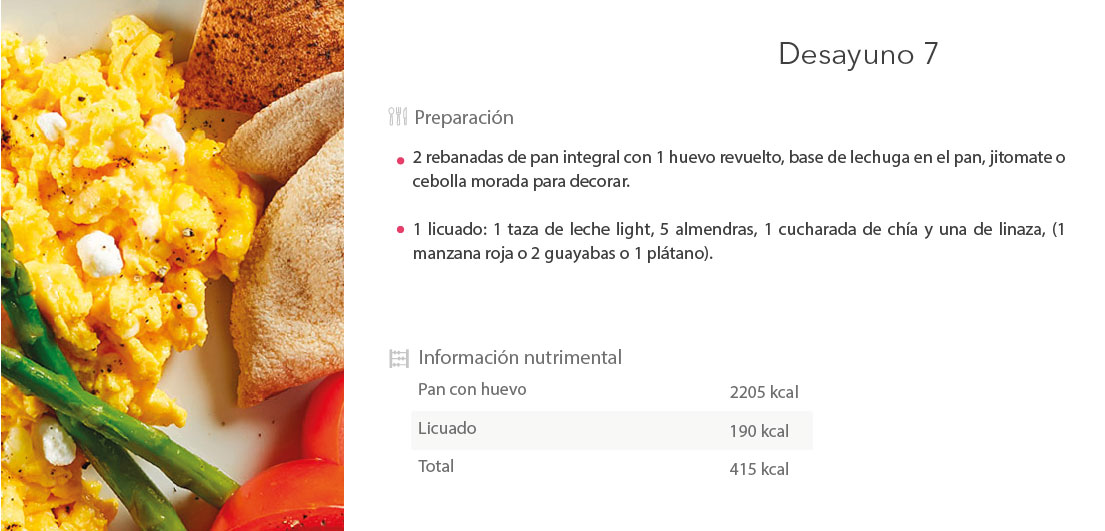 Desayuno 7
Preparación
2 rebanadas de pan integral con 1 huevo revuelto, base de lechuga en el pan, jitomate o
cebolla morada para decorar.
1 licuado: 1 taza de leche light, 5 almendras, 1 cucharada de chía y una de linaza, (1
manzana roja o 2 guayabas o 1 plátano).
Información nutrimental
Pan con huevo 2205 kcal
Licuado 190 kcal
Total 415 kcal